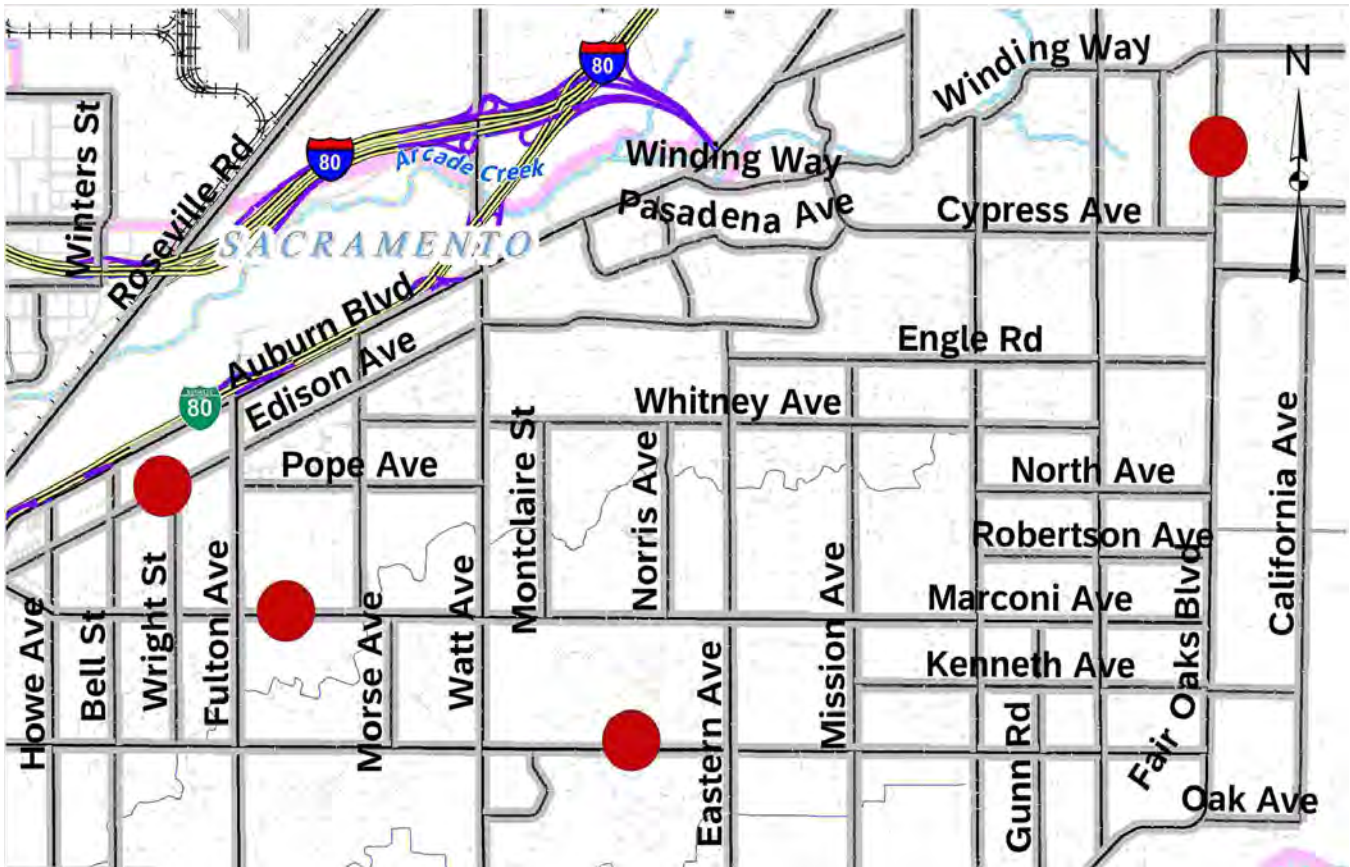 Winding Way
N
80
80
Arcade Creek
Winters St
Roseville Rd
Winding Way
Pasadena Ave
Cypress Ave
SACRAMENTO
Auburn Blvd
Edison Ave
80
Engle Rd
Whitney Ave
Pope Ave
North Ave
Robertson Ave
Marconi Ave
Kenneth Ave
Howe Ave
Bell St
Wright St
Fulton Ave
Morse Ave
Watt Ave
Montclaire St
Norris Ave
Eastern Ave
Mission Ave
Gunn Rd
Fair Oaks Blvd
California Ave
Oak Ave